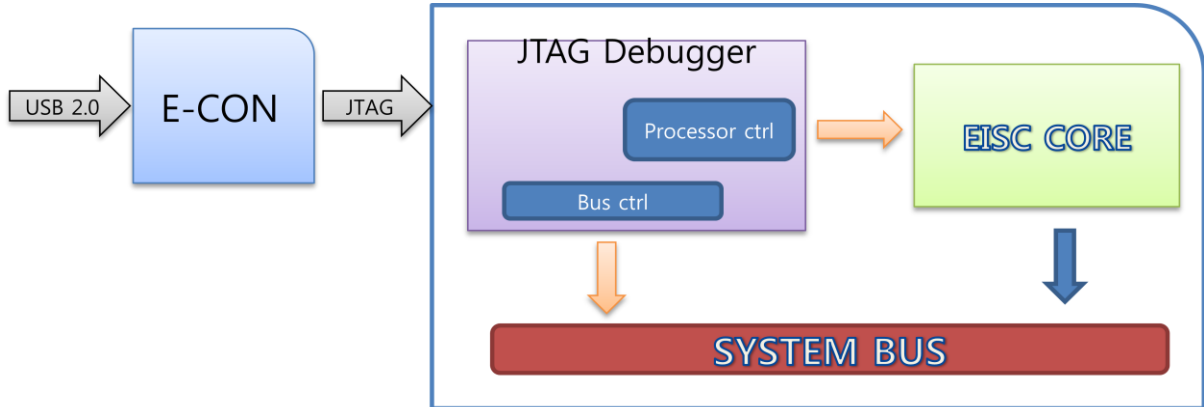 USB 2.0
E-CON
JTAG
JTAG Debugger
Processor ctrl
Bus ctrl
EISC CORE
SYSTEM BUS